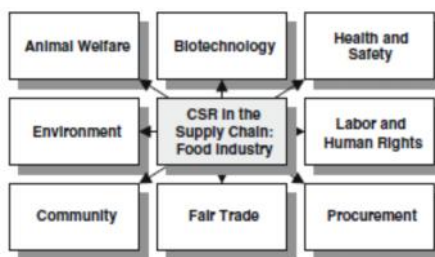 Animal Welfare
Biotechnology
Health and
Safety
Environment
CSR in the
Supply Chain:
Food Industry
Labor and
Human Rights
Community
Fair Trade
Procurement